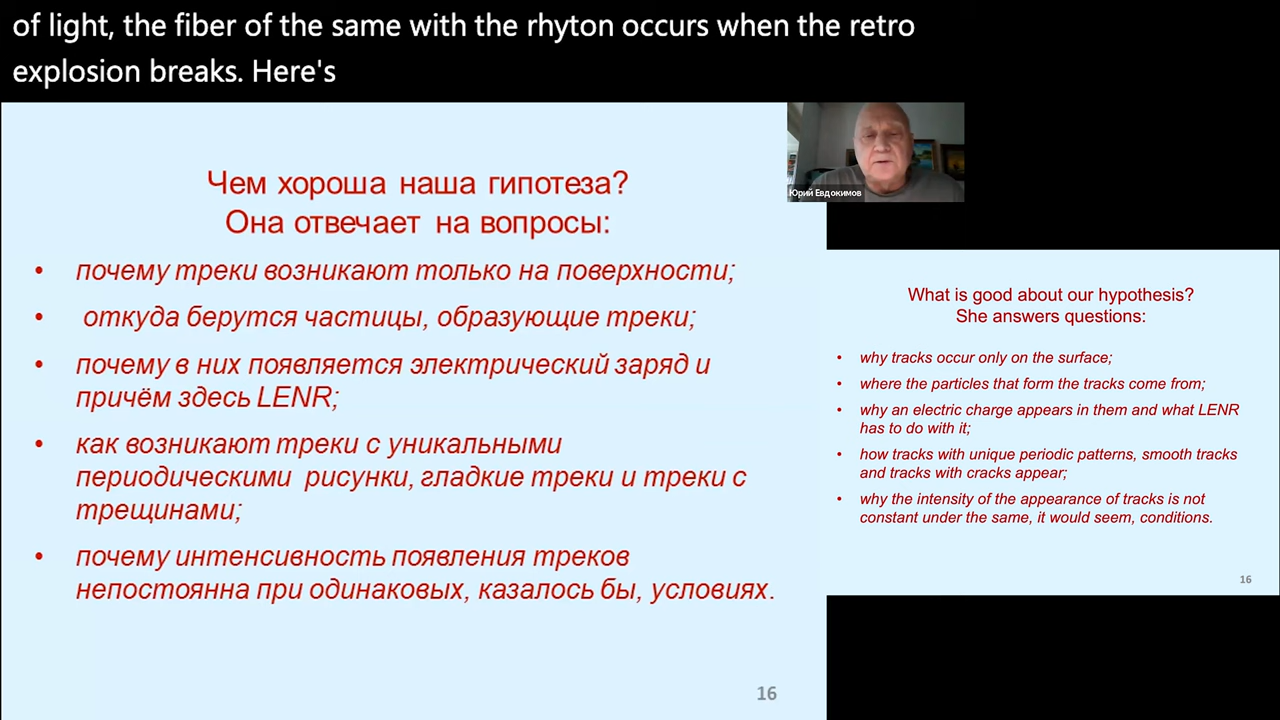 of light, the fiber of the same with the rhyton occurs when the retro
explosion breaks. Here's
Юрий Евдокимов
Чем хороша наша гипотеза?
Она отвечает на вопросы:
• почему треки возникают только на поверхности;
• откуда берутся частицы, образующие треки;
• почему в них появляется электрический заряд и
причём здесь LENR;
• как возникают треки с уникальными
периодическими рисунки, гладкие треки и треки с
трещинами;
• почему интенсивность появления треков
непостоянна при одинаковых, казалось бы, условиях.
16
What is good about our hypothesis?
She answers questions:
• why tracks occur only on the surface;
• where the particles that form the tracks come from;
• why an electric charge appears in them and what LENR
has to do with it;
• how tracks with unique periodic patterns, smooth tracks
and tracks with cracks appear;
• why the intensity of the appearance of tracks is not
constant under the same, it would seem, conditions.
16